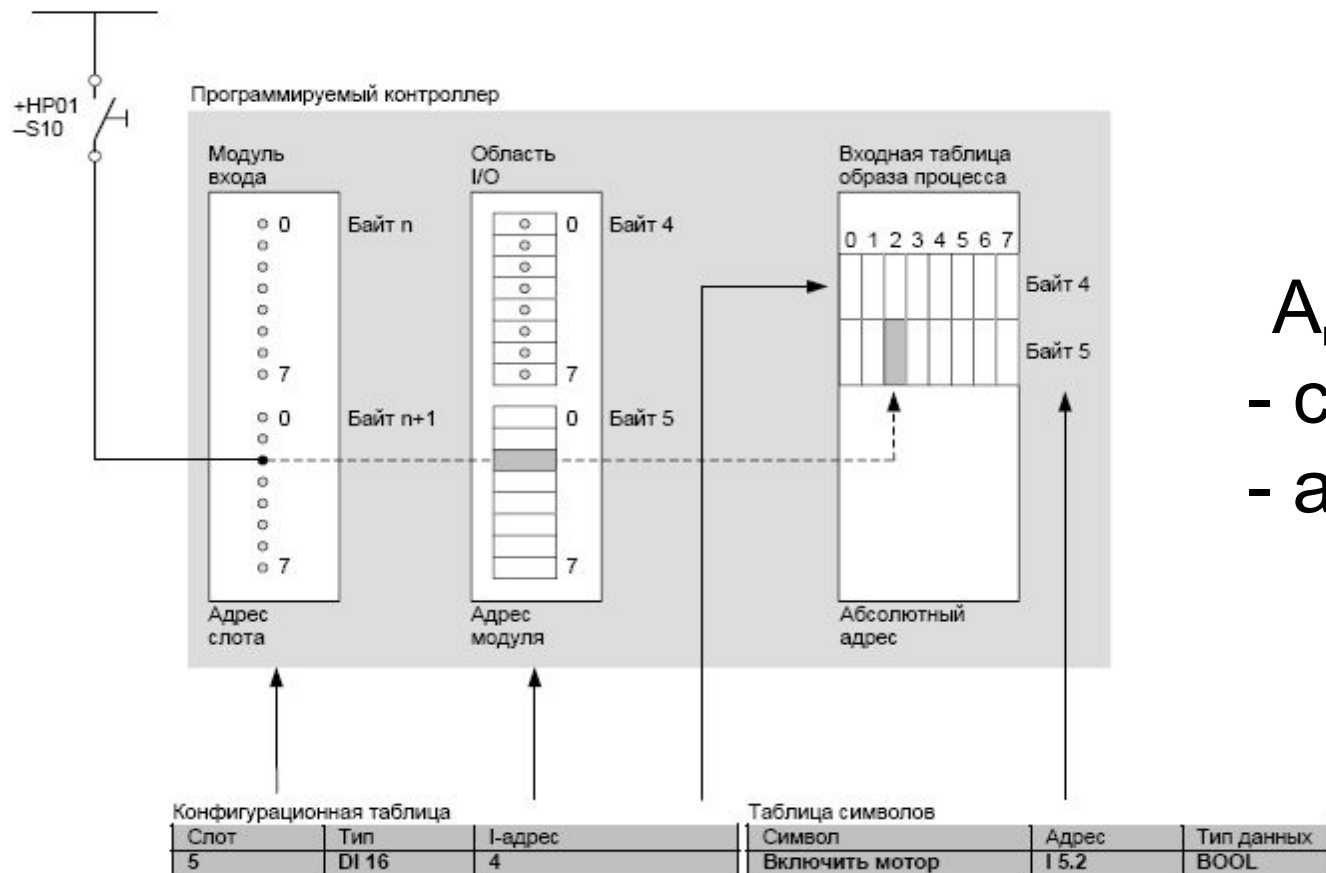 +HP01
–S10
Программируемый контроллер
Модуль входа
Область I/O
Входная таблица образа процесса
0 Байт n
0 Байт 4
0 1 2 3 4 5 6 7
Байт 4
Байт 5
7
7
0 Байт n+1
0 Байт 5
7
7
Адрес слота
Адрес модуля
Абсолютный адрес
- с
- а
Конфигурационная таблица
Слот Тип I-адрес
5 DI 16 4
Таблица символов
Символ Адрес Тип данных
Включить мотор I 5.2 BOOL